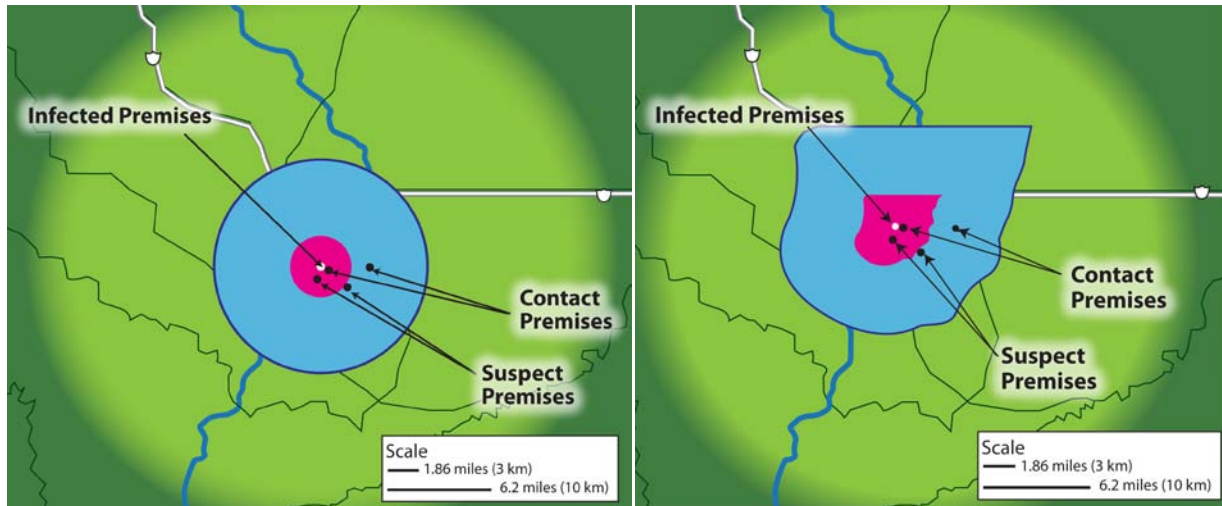 Infected Premises
Contact
Premises
Suspect
Premises
Scale
1.86 miles (3 km)
6.2 miles (10 km)
Infected Premises
Contact
Premises
Suspect
Premises
Scale
1.86 miles (3 km)
6.2 miles (10 km)